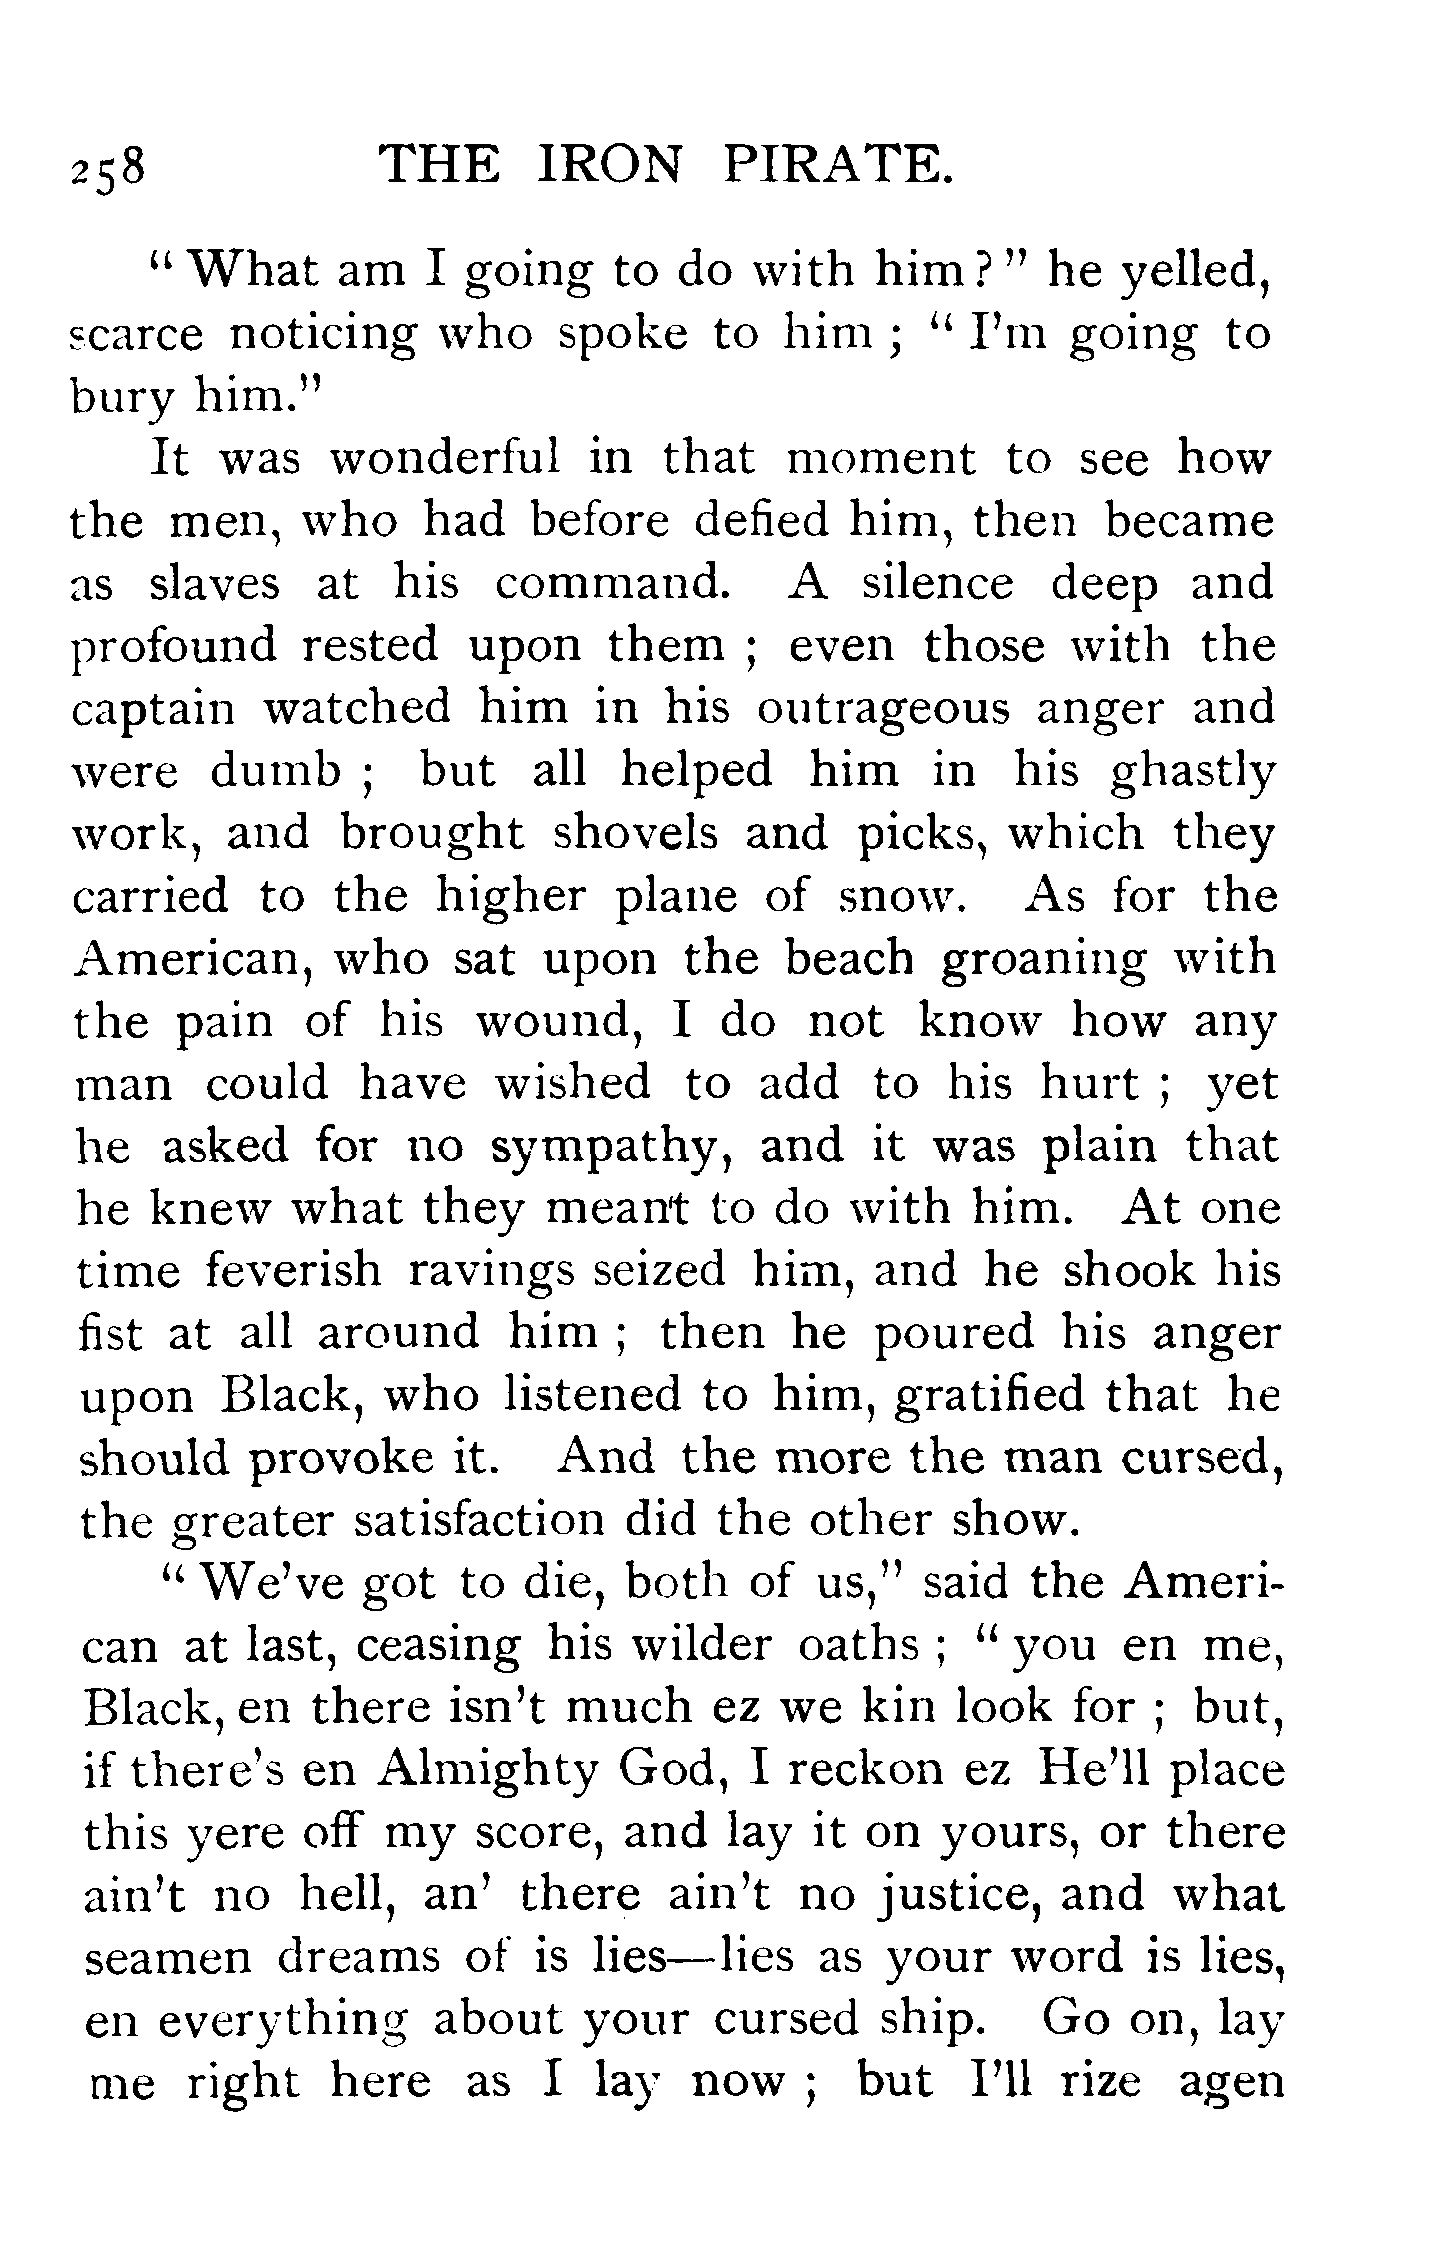 258 THE IRON PIRATE.
“ What am I going to do with him ? ” he yelled,
scarce noticing who spoke to him ; “ I’m going to
bury him.”
It was wonderful in that moment to see how
the men, who had before defied him, then became
as slaves at his command. A silence deep and
profound rested upon them ; even those with the
captain watched him in his outrageous anger and
were dumb ; but all helped him in his ghastly
work, and brought shovels and picks, which they
carried to the higher plane of snow. As for the
American, who sat upon the beach groaning with
the pain of his wound, I do not know how any
man could have wished to add to his hurt ; yet
he asked for no sympathy, and it was plain that
he knew what they meant to do with him. At one
time feverish ravings seized him, and he shook his
fist at all around him ; then he poured his anger
upon Black, who listened to him, gratified that he
should provoke it. And the more the man cursed,
the greater satisfaction did the other show.
“ We’ve got to die, both of us,” said the Ameri-
can at last, ceasing his wilder oaths ; “ you en me,
Black, en there isn’t much ez we kin look for ; but,
if there’s en Almighty God, I reckon ez He’ll place
this yere off my score, and lay it on yours, or there
ain’t no hell, an’ there ain’t no justice, and what
seamen dreams of is lies—lies as your word is lies,
en everything about your cursed ship. Go on, lay
me right here as I lay now ; but I’ll rize agen